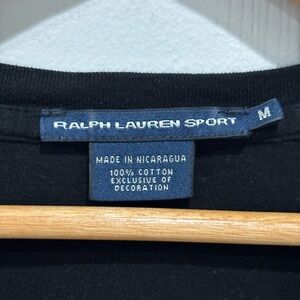 RALPH LAUREN SPORT
M
MADE IN NICARAGUA
100% COTTON
EXCLUSIVE OF
DECORATION